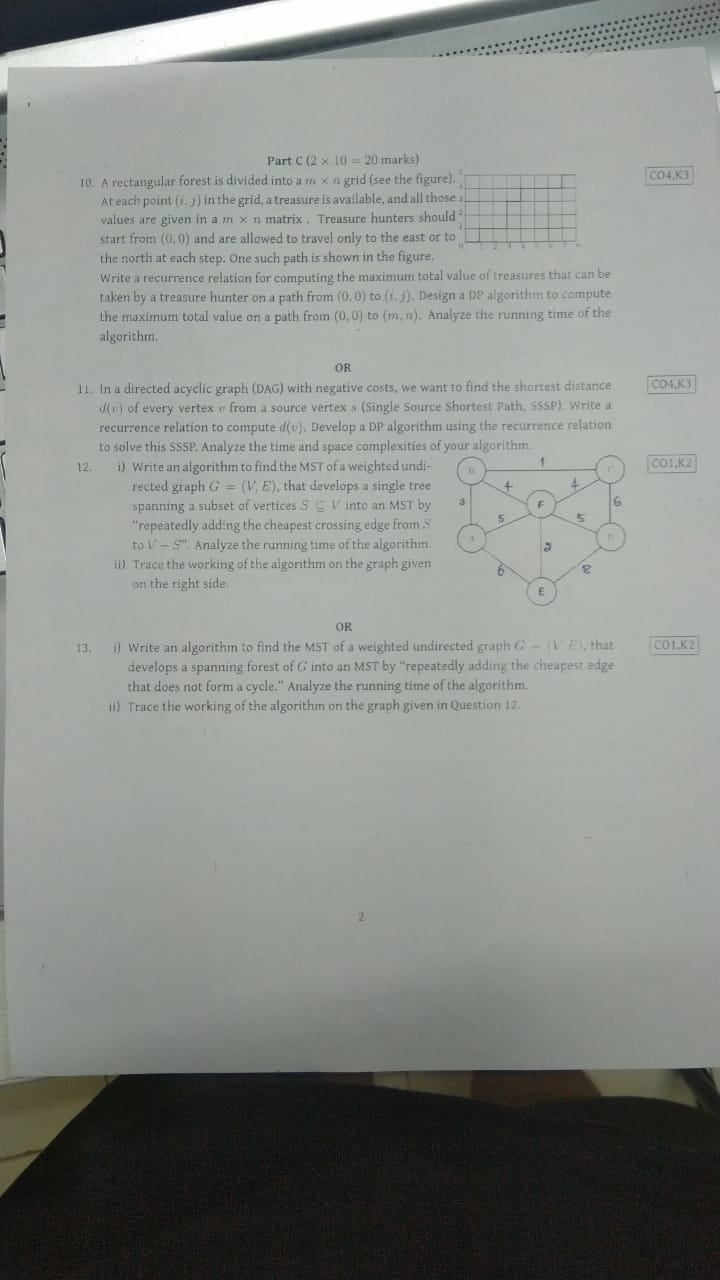 Part C (2 × 10 = 20 marks)
10. A rectangular forest is divided into a m × n grid (see the figure).
CO4,K3
At each point (i, j) in the grid, a treasure is available, and all those
values are given in a m × n matrix . Treasure hunters should
start from (0, 0) and are allowed to travel only to the east or to
the north at each step. One such path is shown in the figure.
Write a recurrence relation for computing the maximum total value of treasures that can be
taken by a treasure hunter on a path from (0, 0) to (i, j). Design a DP algorithm to compute
the maximum total value on a path from (0, 0) to (m, n). Analyze the running time of the
algorithm.
OR
11. In a directed acyclic graph (DAG) with negative costs, we want to find the shortest distance
CO4,K3
d(v) of every vertex v from a source vertex s (Single Source Shortest Path, SSSP). Write a
recurrence relation to compute d(v). Develop a DP algorithm using the recurrence relation
to solve this SSSP. Analyze the time and space complexities of your algorithm.
12. i) Write an algorithm to find the MST of a weighted undi-
CO1,K2
rected graph G = (V, E), that develops a single tree
spanning a subset of vertices S ⊆ V into an MST by
"repeatedly adding the cheapest crossing edge from S
to V − S". Analyze the running time of the algorithm.
ii) Trace the working of the algorithm on the graph given
on the right side.
B 1 C
4 4
3 F 6
A 5 5 D
2
6 8
E
OR
13. i) Write an algorithm to find the MST of a weighted undirected graph G = (V, E), that
CO1,K2
develops a spanning forest of G into an MST by "repeatedly adding the cheapest edge
that does not form a cycle." Analyze the running time of the algorithm.
ii) Trace the working of the algorithm on the graph given in Question 12.
2